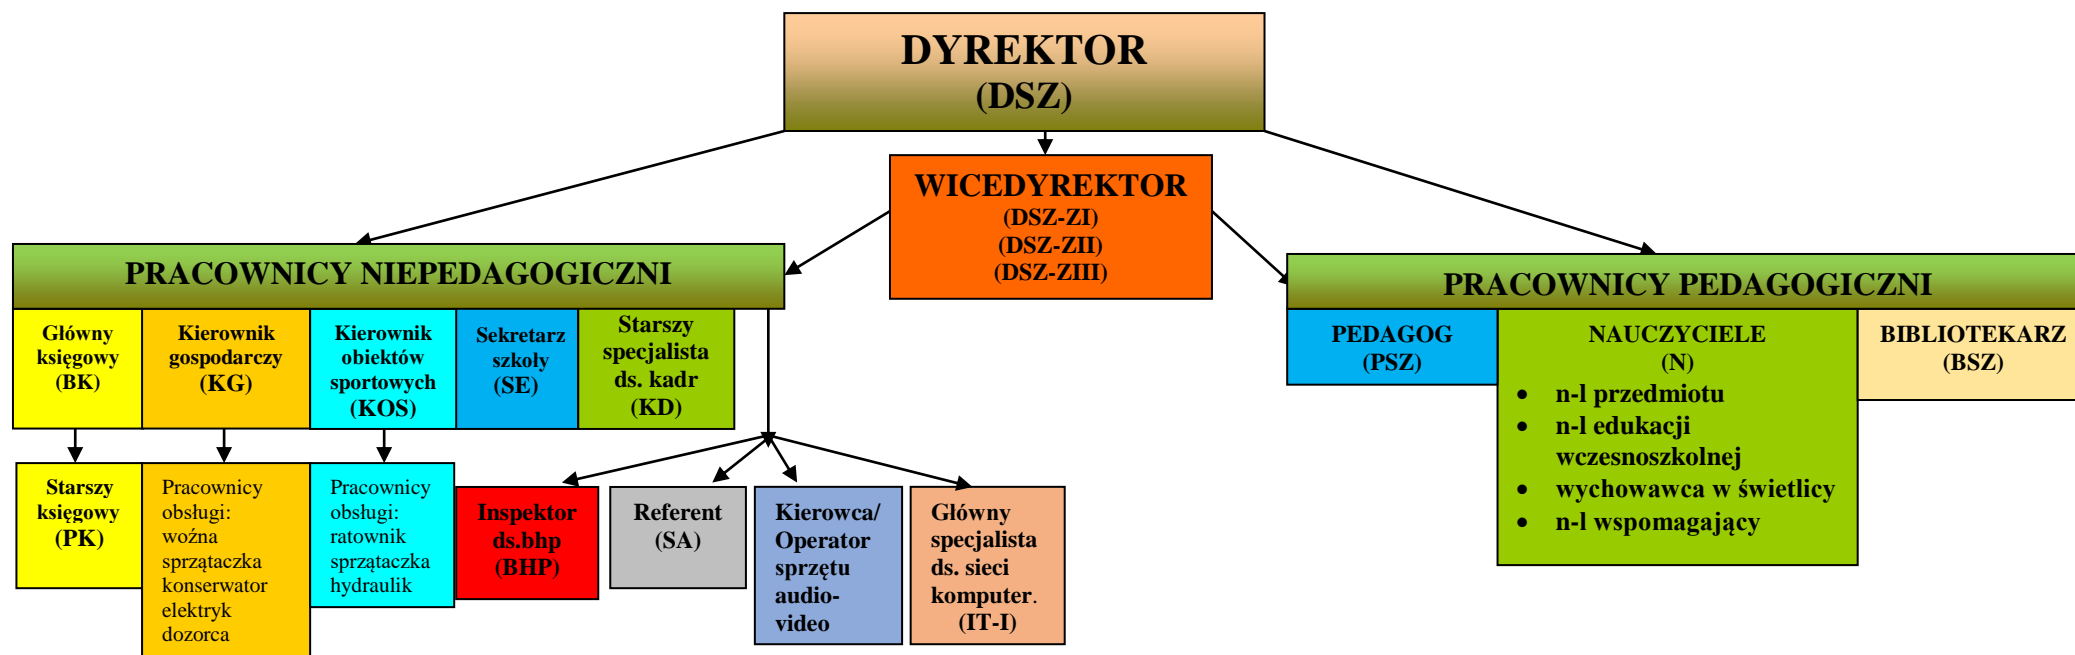 DYREKTOR
(DSZ)
WICEDYREKTOR
(DSZ-ZI)
(DSZ-ZII)
(DSZ-ZIII)
PRACOWNICY NIEPEDAGOGICZNI
Główny
księgowy
(BK)
Kierownik
gospodarczy
(KG)
Kierownik
obiektów
sportowych
(KOS)
Sekretarz
szkoły
(SE)
Starszy
specjalista
ds. kadr
(KD)
Starszy
księgowy
(PK)
Pracownicy
obsługi:
woźna
sprzątaczka
konserwator
elektryk
dozorca
Pracownicy
obsługi:
ratownik
sprzątaczka
hydraulik
Inspektor
ds.bhp
(BHP)
Referent
(SA)
Kierowca/
Operator
sprzętu
audio-
video
Główny
specjalista
ds. sieci
komputer.
(IT-I)
PRACOWNICY PEDAGOGICZNI
PEDAGOG
(PSZ)
NAUCZYCIELE
(N)
• n-l przedmiotu
• n-l edukacji
wczesnoszkolnej
• wychowawca w świetlicy
• n-l wspomagający
BIBLIOTEKARZ
(BSZ)